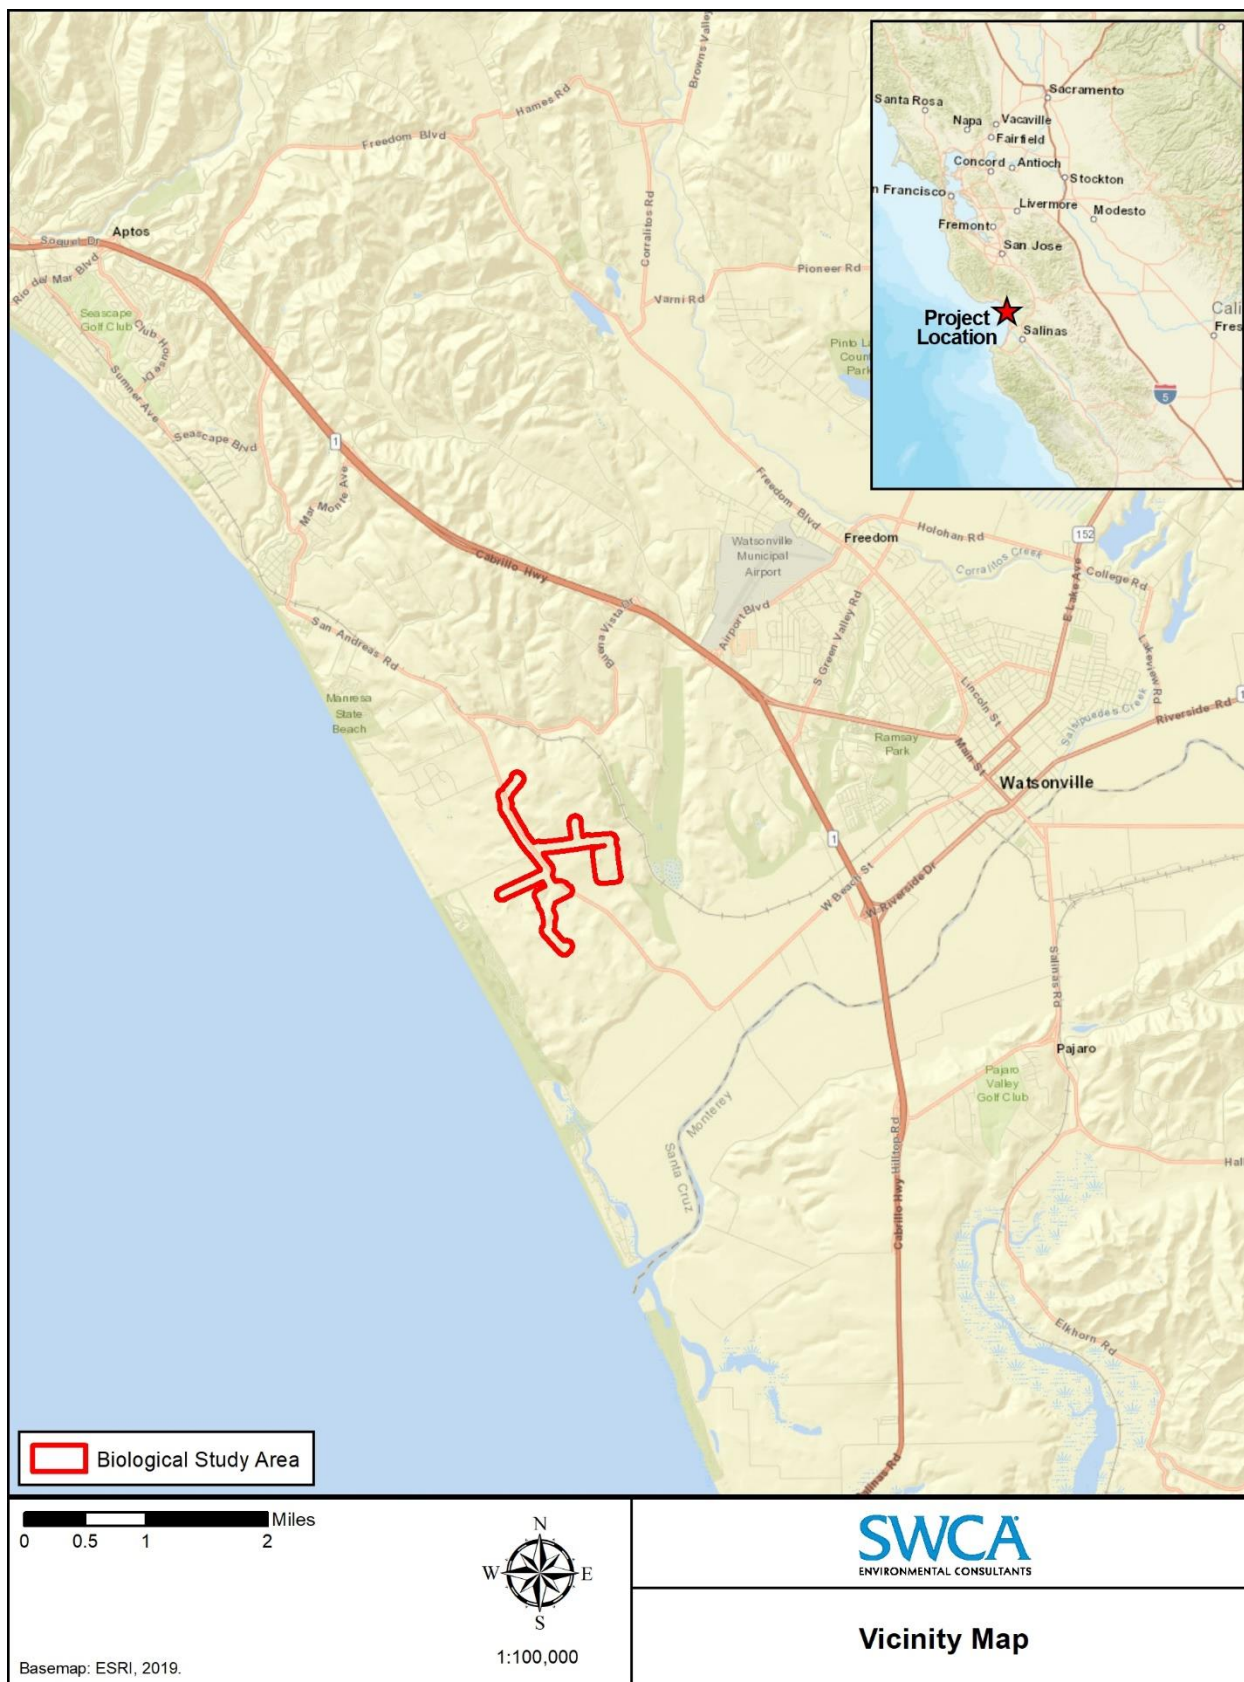 Browns Valley
Hames Rd
Freedom Blvd
Corralitos Rd
Aptos
Soquel Dr
Rio del Mar Blvd
Seascape
Golf Club
Club House Dr
Sumner Ave
Seascape Blvd
Pioneer Rd
Varni Rd
Pinto L
Coun
Park
1
Mar Monte Ave
Freedom Blvd
Watsonville
Municipal
Airport
Freedom
Holohan Rd
152
Corralitos Creek
College Rd
Cabrillo Hwy
Buena Vista Dr
Airport Blvd
S Green Valley Rd
E Lake Ave
Lakeview Rd
San Andreas Rd
Manresa
State
Beach
Lincoln St
Salsipuedes Creek
Riverside Rd
1
Ramsay
Park
Main St
Watsonville
1
W Beach St
W Riverside Dr
Salinas Rd
Pajaro
Pajaro
Valley
Golf Club
Monterey
Santa Cruz
Cabrillo Hwy
Hilltop Rd
Hal
Elkhorn Rd
alinas Rd
Santa Rosa
Sacramento
Napa
Vacaville
Fairfield
Concord
Antioch
Stockton
n Francisco
Livermore
Modesto
Fremont
San Jose
Project
Location
Salinas
Cali
Fres
5
Biological Study Area
Miles
0 0.5 1 2
N
W E
S
1:100,000
Basemap: ESRI, 2019.
SWCA
ENVIRONMENTAL CONSULTANTS
Vicinity Map